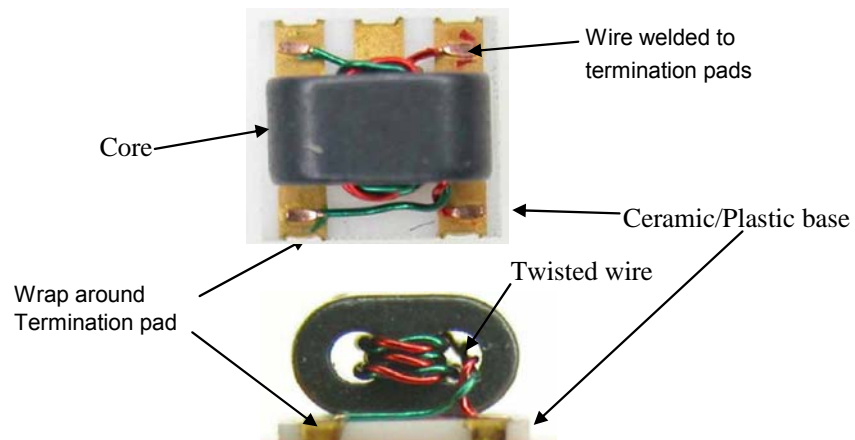 Wire welded to
termination pads
Core
Ceramic/Plastic base
Twisted wire
Wrap around
Termination pad